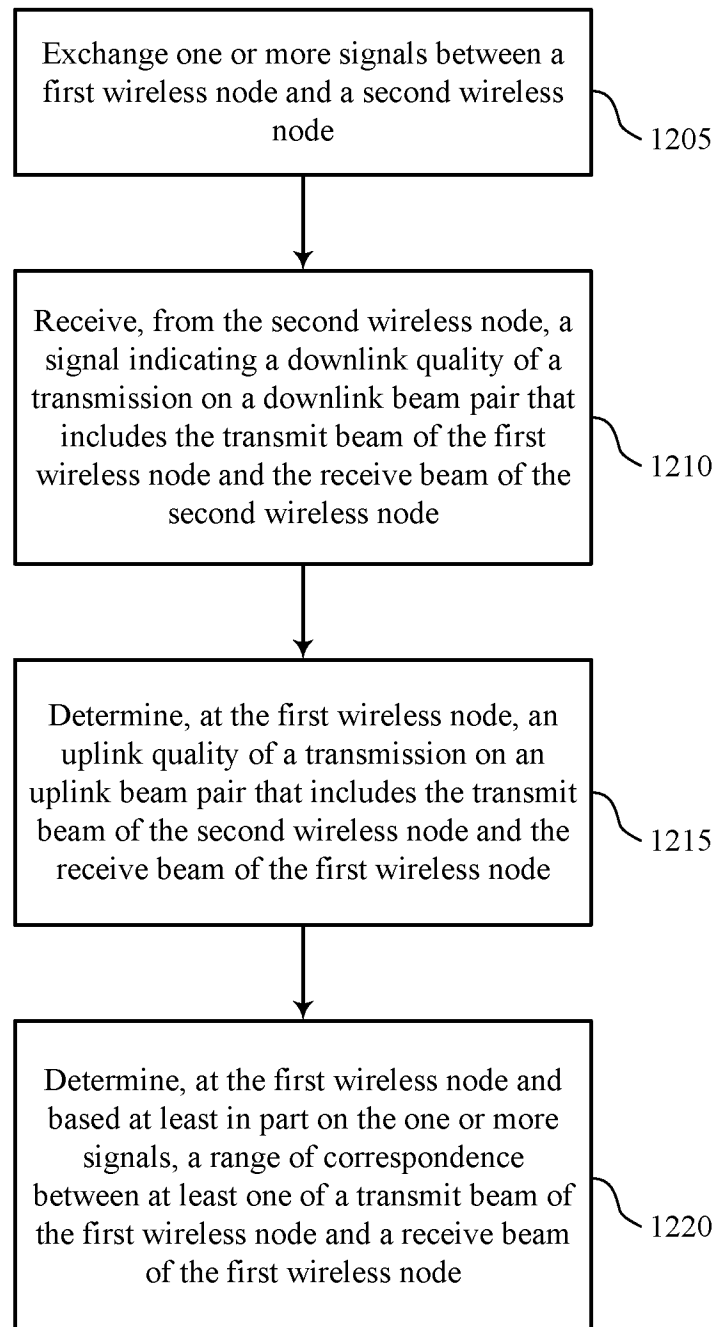 Exchange one or more signals between a
first wireless node and a second wireless
node
1205
Receive, from the second wireless node, a
signal indicating a downlink quality of a
transmission on a downlink beam pair that
includes the transmit beam of the first
wireless node and the receive beam of the
second wireless node
1210
Determine, at the first wireless node, an
uplink quality of a transmission on an
uplink beam pair that includes the transmit
beam of the second wireless node and the
receive beam of the first wireless node
1215
Determine, at the first wireless node and
based at least in part on the one or more
signals, a range of correspondence
between at least one of a transmit beam of
the first wireless node and a receive beam
of the first wireless node
1220